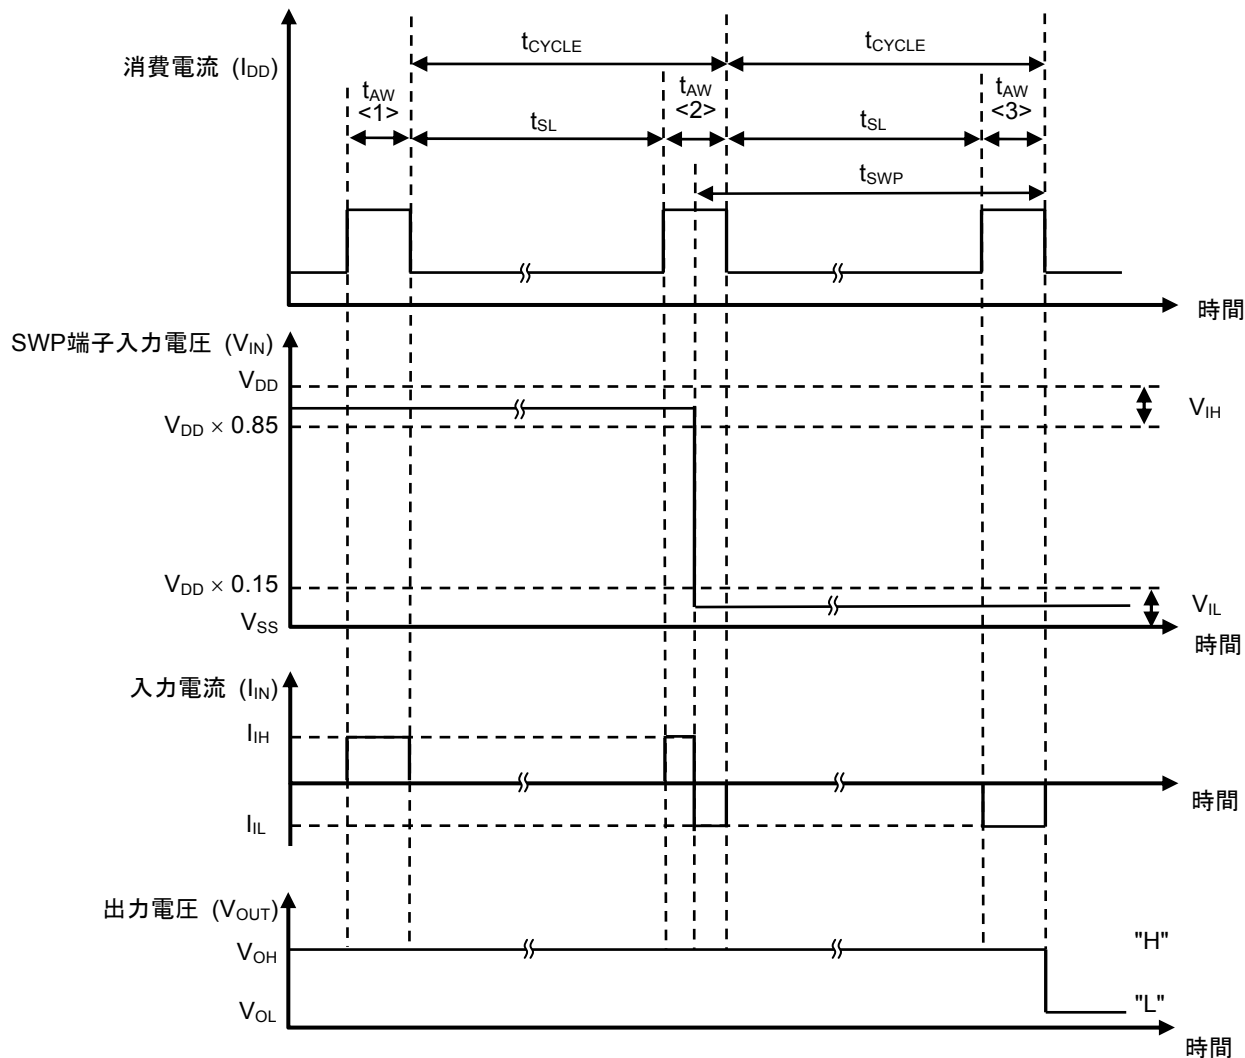 消費電流 (IDD)
tCYCLE
tCYCLE
tAW
<1>
tAW
<2>
tAW
<3>
tSL
tSL
tSWP
時間
SWP端子入力電圧 (VIN)
VDD
VDD × 0.85
VIH
VDD × 0.15
VIL
VSS
時間
入力電流 (IIN)
IIH
時間
IIL
出力電圧 (VOUT)
VOH
"H"
VOL
"L"
時間